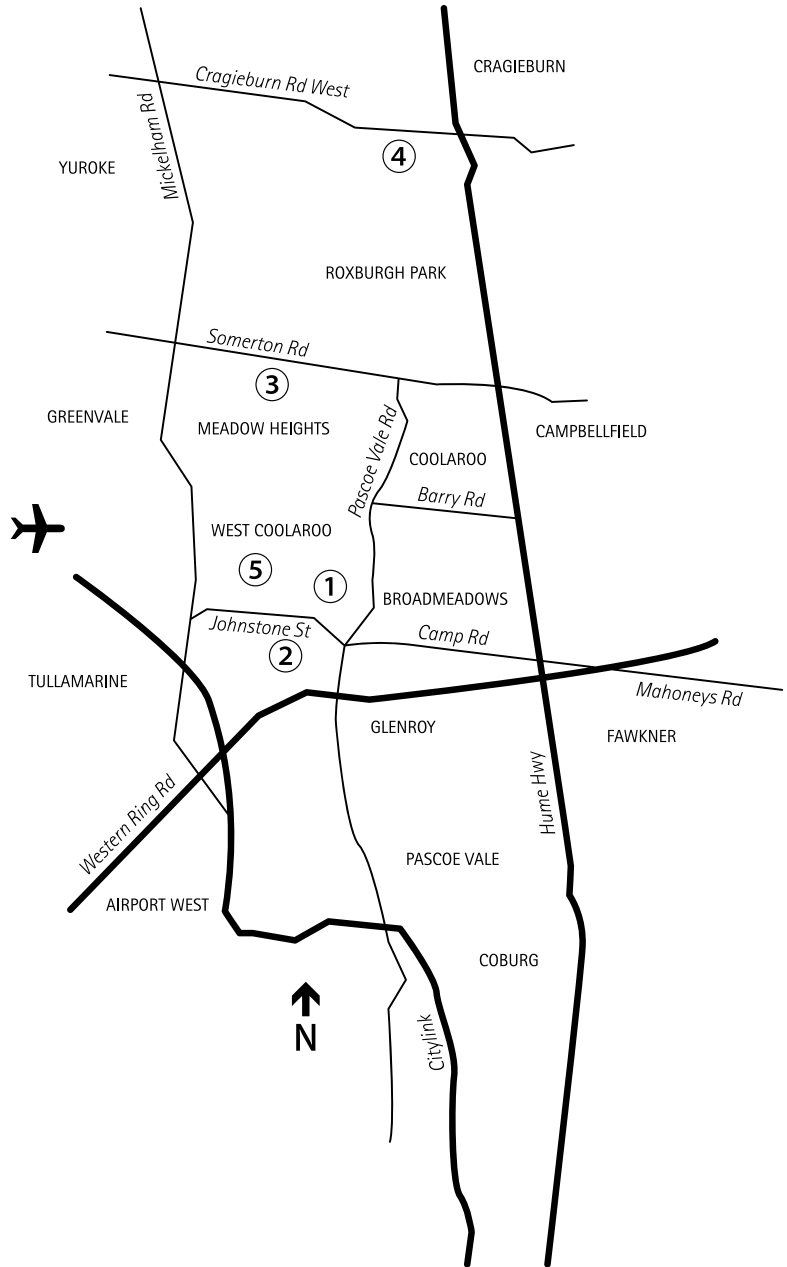 CRAGIEBURN
Cragieburn Rd West
Mickelham Rd
4
YUROKE
ROXBURGH PARK
Somerton Rd
3
GREENVALE
MEADOW HEIGHTS
Pascoe Vale Rd
CAMPBELLFIELD
COOLAROO
Barry Rd
WEST COOLAROO
5
1
BROADMEADOWS
Johnstone St
Camp Rd
2
TULLAMARINE
Mahoneys Rd
GLENROY
FAWKNER
Hume Hwy
Western Ring Rd
PASCOE VALE
AIRPORT WEST
COBURG
N
Citylink